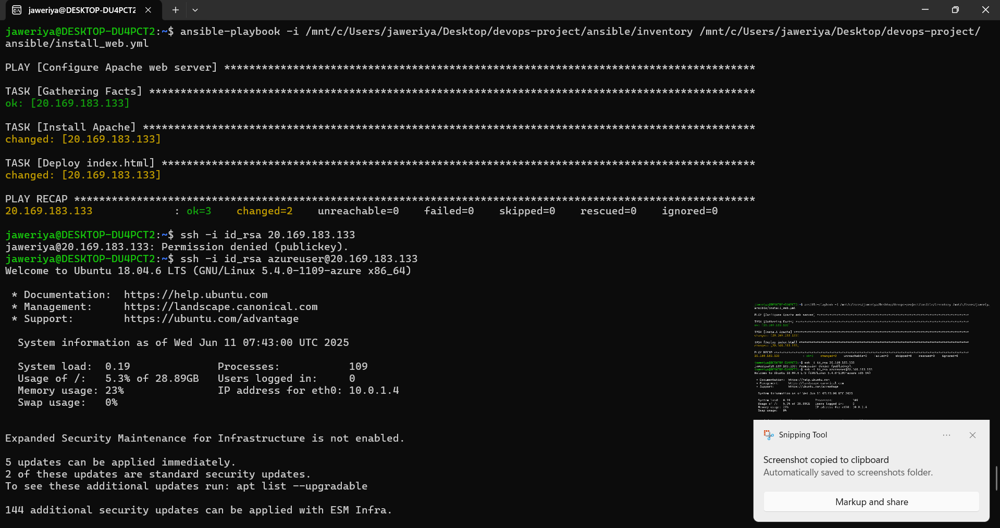 jaweriya@DESKTOP-DU4PCT2
jaweriya@DESKTOP-DU4PCT2:~$ ansible-playbook -i /mnt/c/Users/jaweriya/Desktop/devops-project/ansible/inventory /mnt/c/Users/jaweriya/Desktop/devops-project/
ansible/install_web.yml
PLAY [Configure Apache web server] *************************************************************************************
TASK [Gathering Facts] *************************************************************************************************
ok: [20.169.183.133]
TASK [Install Apache] **************************************************************************************************
changed: [20.169.183.133]
TASK [Deploy index.html] ***********************************************************************************************
changed: [20.169.183.133]
PLAY RECAP *************************************************************************************************************
20.169.183.133             : ok=3    changed=2    unreachable=0    failed=0    skipped=0    rescued=0    ignored=0
jaweriya@DESKTOP-DU4PCT2:~$ ssh -i id_rsa 20.169.183.133
jaweriya@20.169.183.133: Permission denied (publickey).
jaweriya@DESKTOP-DU4PCT2:~$ ssh -i id_rsa azureuser@20.169.183.133
Welcome to Ubuntu 18.04.6 LTS (GNU/Linux 5.4.0-1109-azure x86_64)
* Documentation:  https://help.ubuntu.com
* Management:     https://landscape.canonical.com
* Support:        https://ubuntu.com/advantage
System information as of Wed Jun 11 07:43:00 UTC 2025
System load:  0.19              Processes:           109
Usage of /:   5.3% of 28.89GB   Users logged in:     0
Memory usage: 23%               IP address for eth0: 10.0.1.4
Swap usage:   0%
Expanded Security Maintenance for Infrastructure is not enabled.
5 updates can be applied immediately.
2 of these updates are standard security updates.
To see these additional updates run: apt list --upgradable
144 additional security updates can be applied with ESM Infra.
Snipping Tool
Screenshot copied to clipboard
Automatically saved to screenshots folder.
Markup and share